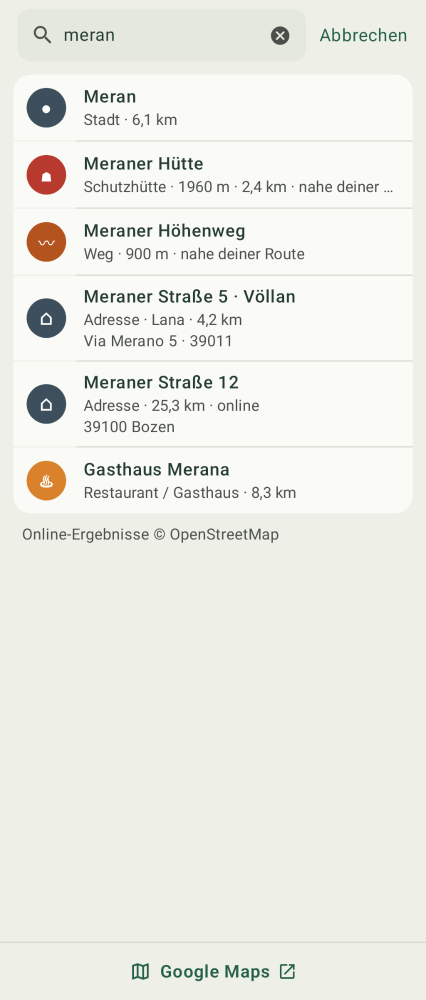 meran
Abbrechen
Meran
Stadt · 6,1 km
Meraner Hütte
Schutzhütte · 1960 m · 2,4 km · nahe deiner ...
Meraner Höhenweg
Weg · 900 m · nahe deiner Route
Meraner Straße 5 · Völlan
Adresse · Lana · 4,2 km
Via Merano 5 · 39011
Meraner Straße 12
Adresse · 25,3 km · online
39100 Bozen
Gasthaus Merana
Restaurant / Gasthaus · 8,3 km
Online-Ergebnisse © OpenStreetMap
Google Maps